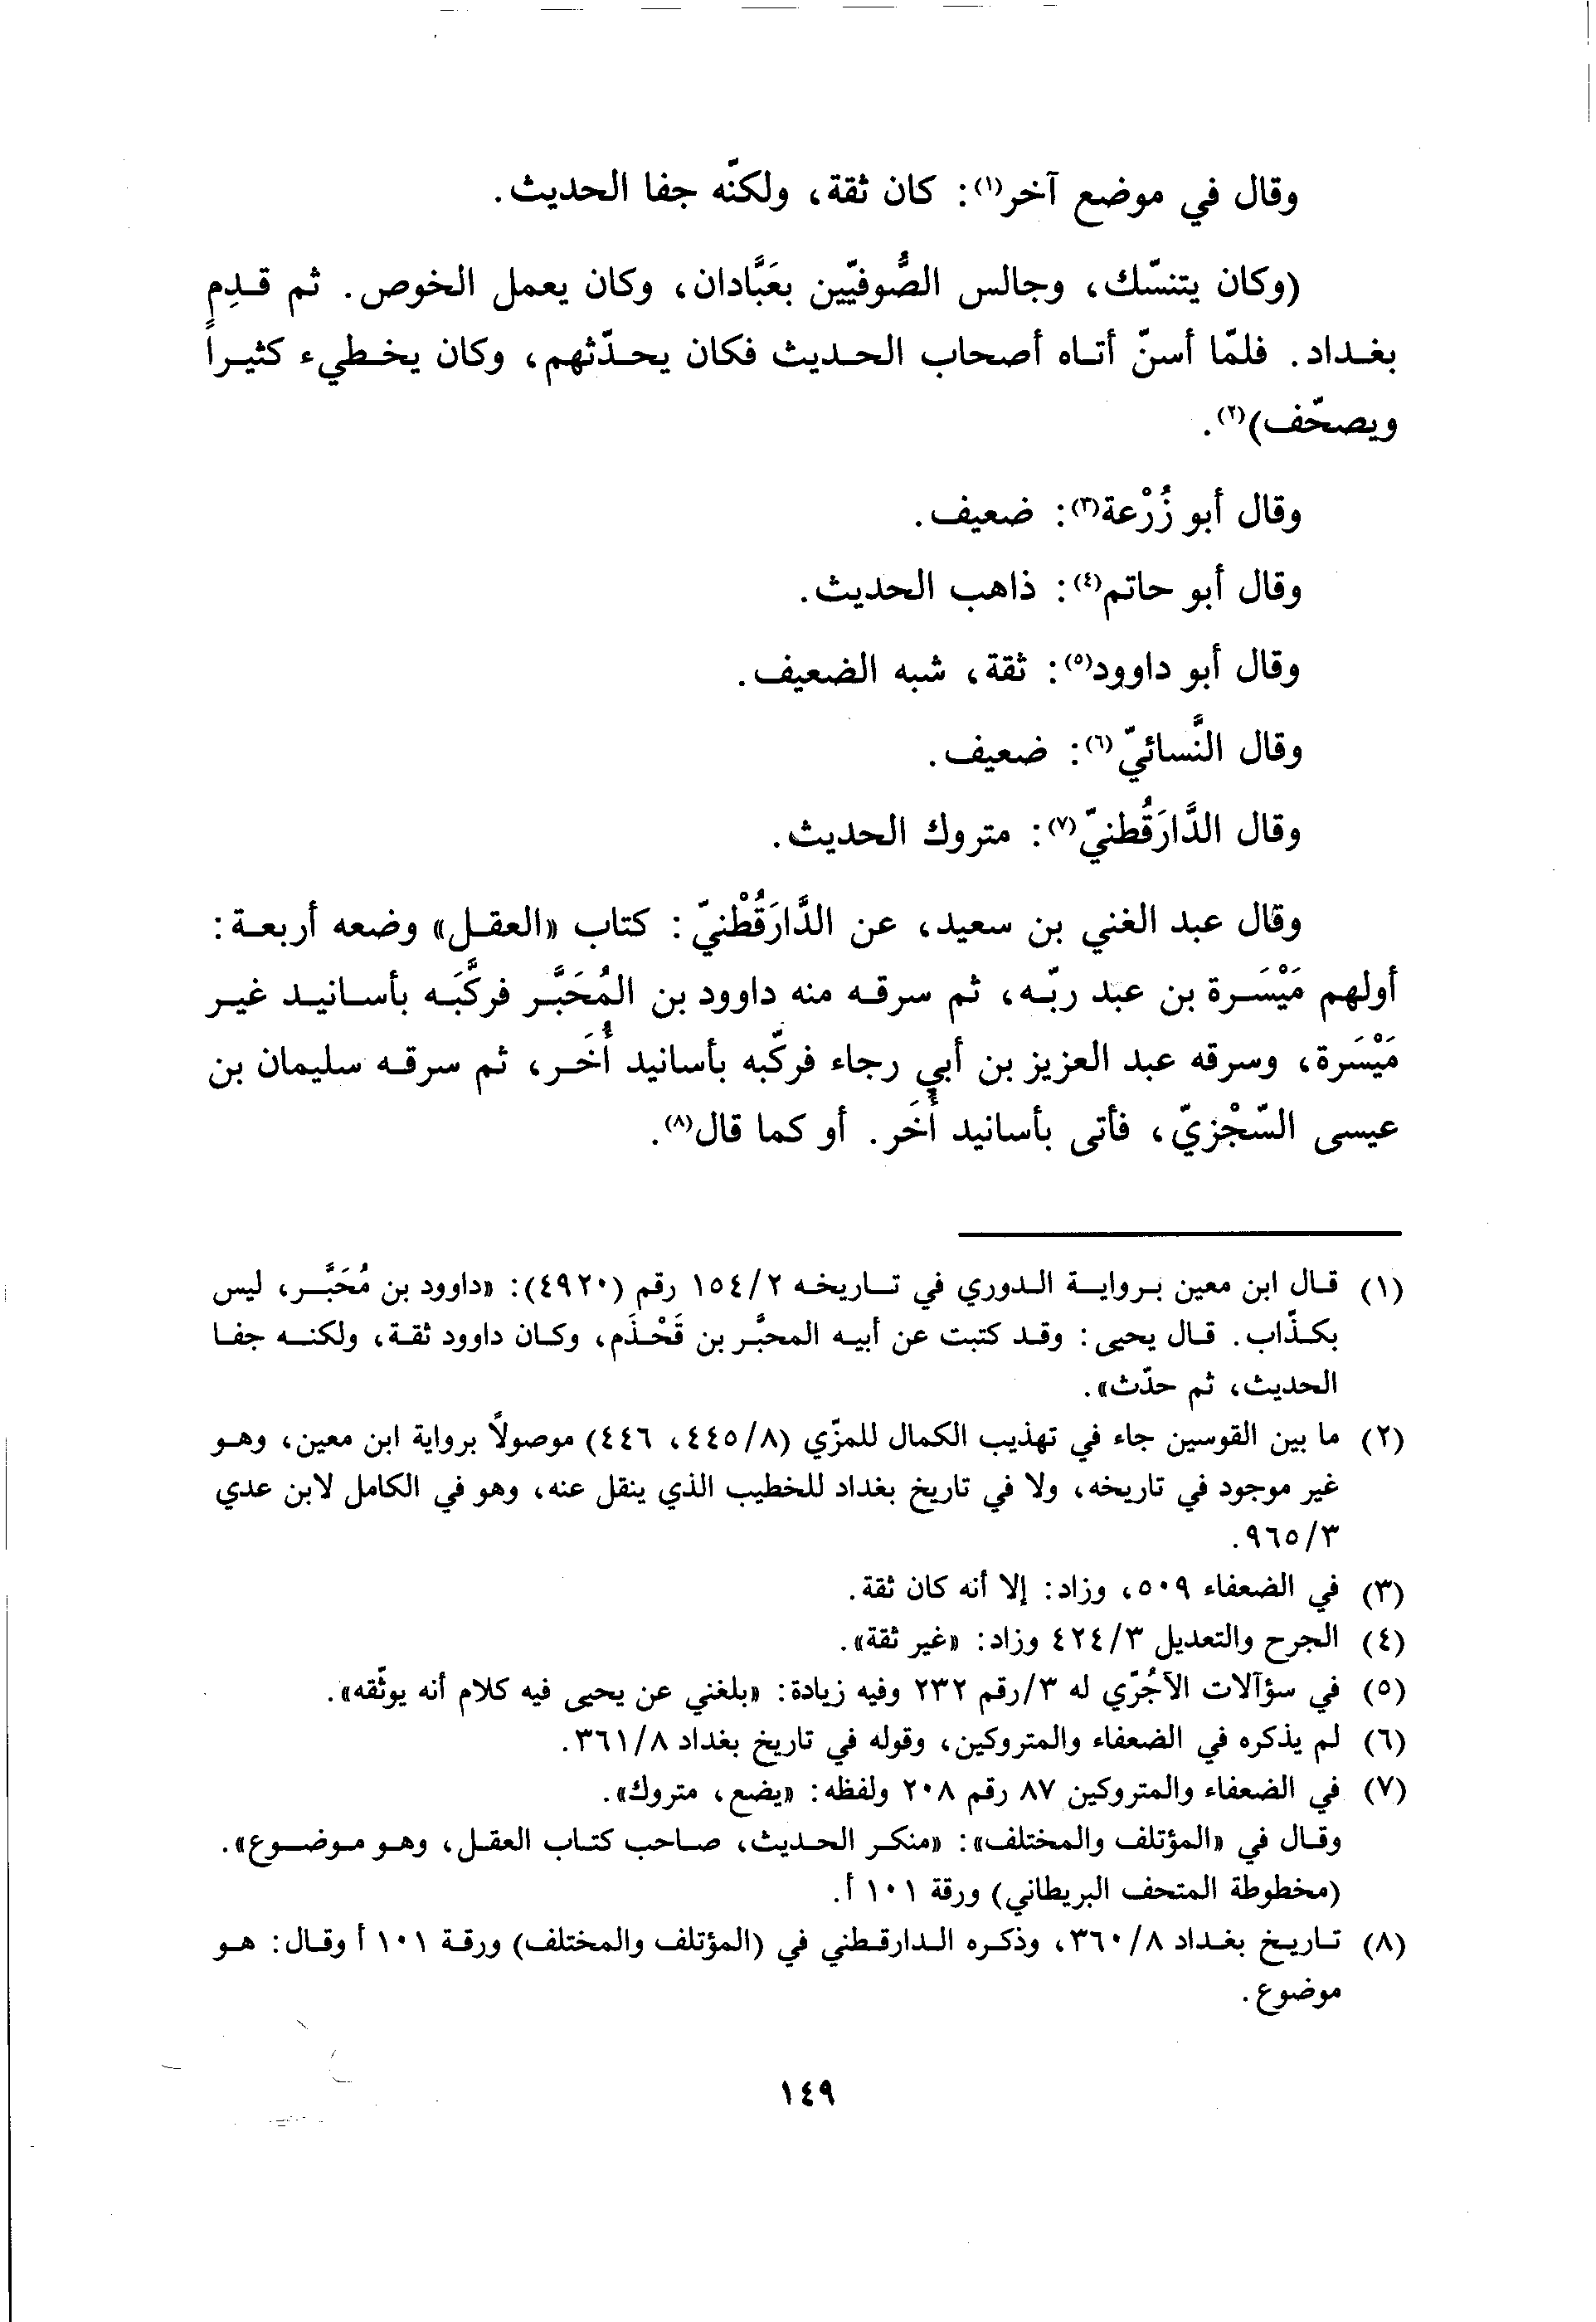 وقال في موضع آخر(١): كان ثقة، ولكنّه جفا الحديث.
(وكان يتنسّك، وجالس الصُّوفيّين بعَبَّادان، وكان يعمل الخوص. ثم قدِم
بغداد. فلمّا أسنّ أتاه أصحاب الحديث فكان يحدّثهم، وكان يخطيء كثيراً
ويصحّف)(٢).
وقال أبو زُرْعة(٣): ضعيف.
وقال أبو حاتم(٤): ذاهب الحديث.
وقال أبو داوود(٥): ثقة، شبه الضعيف.
وقال النَّسائيّ(٦): ضعيف.
وقال الدَّارَقُطنيّ(٧): متروك الحديث.
وقال عبد الغني بن سعيد، عن الدَّارَقُطْنيّ: كتاب «العقل» وضعه أربعة:
أولهم مَيْسَرة بن عبد ربّه، ثم سرقه منه داوود بن المُحَبَّر فركَّبَه بأسانيد غير
مَيْسَرة، وسرقه عبد العزيز بن أبي رجاء فركّبه بأسانيد أُخَر، ثم سرقه سليمان بن
عيسى السّجْزيّ، فأتى بأسانيد أُخَر. أو كما قال(٨).
(١) قال ابن معين برواية الدوري في تاريخه ١٥٤/٢ رقم (٤٩٢٠): «داوود بن مُحَبَّر، ليس
بكذّاب. قال يحيى: وقد كتبت عن أبيه المحبَّر بن قَحْذَم، وكان داوود ثقة، ولكنه جفا
الحديث، ثم حدّث».
(٢) ما بين القوسين جاء في تهذيب الكمال للمزّي (٤٤٥/٨، ٤٤٦) موصولاً برواية ابن معين، وهو
غير موجود في تاريخه، ولا في تاريخ بغداد للخطيب الذي ينقل عنه، وهو في الكامل لابن عدي
٩٦٥/٣.
(٣) في الضعفاء ٥٠٩، وزاد: إلا أنه كان ثقة.
(٤) الجرح والتعديل ٤٢٤/٣ وزاد: «غير ثقة».
(٥) في سؤآلات الآجُرّي له ٣/رقم ٢٣٢ وفيه زيادة: «بلغني عن يحيى فيه كلام أنه يوثّقه».
(٦) لم يذكره في الضعفاء والمتروكين، وقوله في تاريخ بغداد ٣٦١/٨.
(٧) في الضعفاء والمتروكين ٨٧ رقم ٢٠٨ ولفظه: «يضع، متروك».
وقال في «المؤتلف والمختلف»: «منكر الحديث، صاحب كتاب العقل، وهو موضوع».
(مخطوطة المتحف البريطاني) ورقة ١٠١ أ.
(٨) تاريخ بغداد ٣٦٠/٨، وذكره الدارقطني في (المؤتلف والمختلف) ورقة ١٠١ أ وقال: هو
موضوع.
١٤٩